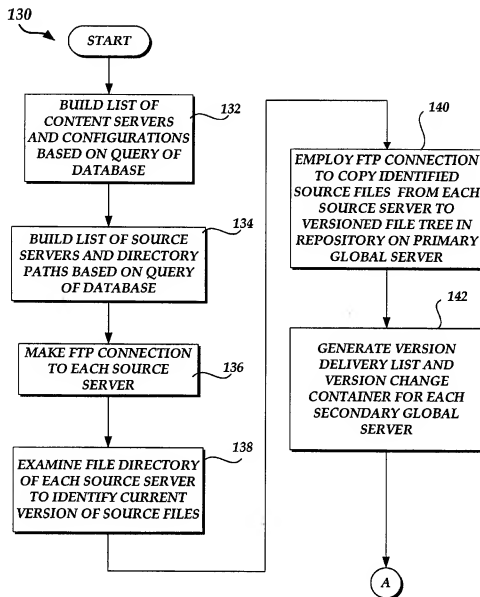 130
START
BUILD LIST OF
CONTENT SERVERS
AND CONFIGURATIONS
BASED ON QUERY OF
DATABASE
132
BUILD LIST OF SOURCE
SERVERS AND DIRECTORY
PATHS BASED ON QUERY
OF DATABASE
134
MAKE FTP CONNECTION
TO EACH SOURCE
SERVER
136
EXAMINE FILE DIRECTORY
OF EACH SOURCE SERVER
TO IDENTIFY CURRENT
VERSION OF SOURCE FILES
138
140
EMPLOY FTP CONNECTION
TO COPY IDENTIFIED
SOURCE FILES FROM EACH
SOURCE SERVER TO
VERSIONED FILE TREE IN
REPOSITORY ON PRIMARY
GLOBAL SERVER
142
GENERATE VERSION
DELIVERY LIST AND
VERSION CHANGE
CONTAINER FOR EACH
SECONDARY GLOBAL
SERVER
A